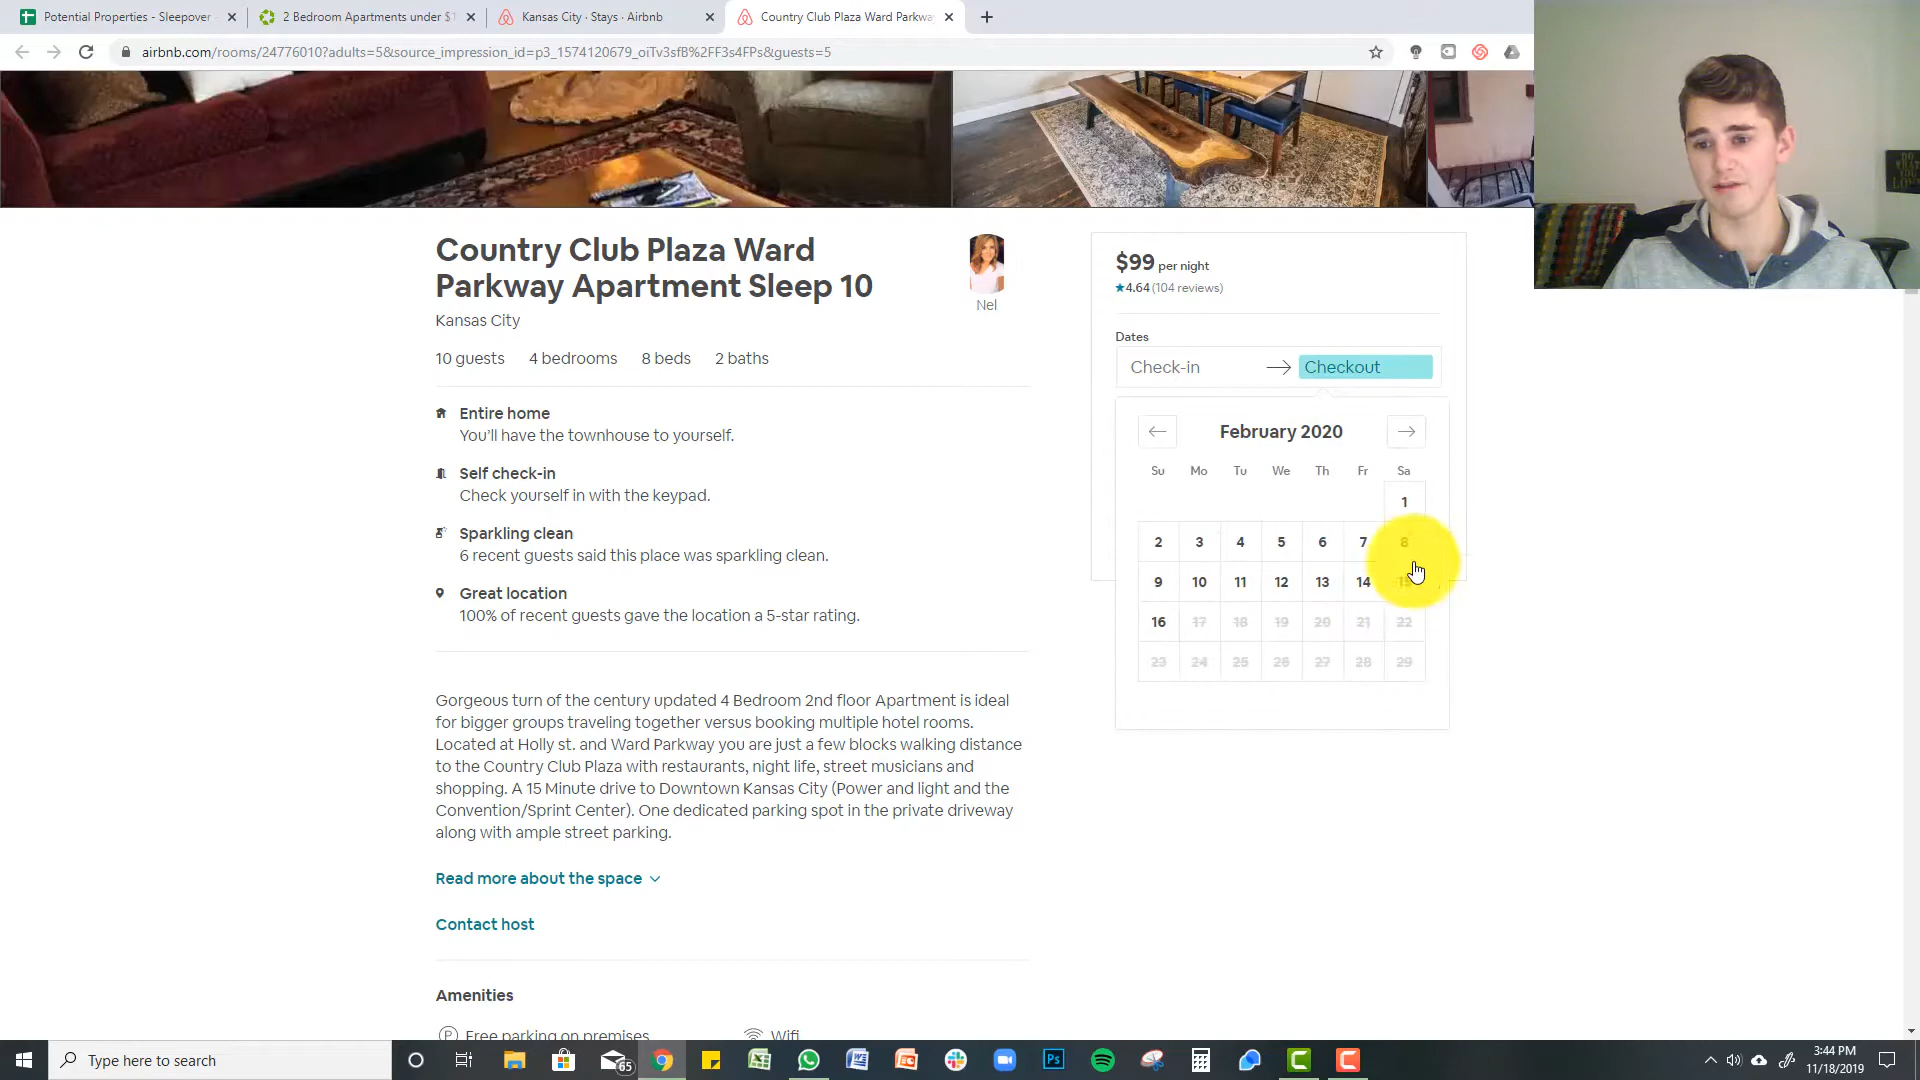 Potential Properties - Sleepover
2 Bedroom Apartments under $
Kansas City · Stays · Airbnb
Country Club Plaza Ward Parkwa
airbnb.com/rooms/24776010?adults=5&source_impression_id=p3_1574120679_oiTv3sfB%2FF3s4FPs&guests=5
DO
WHAT
YOU
LOVE
Country Club Plaza Ward
Parkway Apartment Sleep 10
Nel
Kansas City
10 guests 4 bedrooms 8 beds 2 baths
Entire home
You'll have the townhouse to yourself.
Self check-in
Check yourself in with the keypad.
Sparkling clean
6 recent guests said this place was sparkling clean.
Great location
100% of recent guests gave the location a 5-star rating.
Gorgeous turn of the century updated 4 Bedroom 2nd floor Apartment is ideal
for bigger groups traveling together versus booking multiple hotel rooms.
Located at Holly st. and Ward Parkway you are just a few blocks walking distance
to the Country Club Plaza with restaurants, night life, street musicians and
shopping. A 15 Minute drive to Downtown Kansas City (Power and light and the
Convention/Sprint Center). One dedicated parking spot in the private driveway
along with ample street parking.
Read more about the space
Contact host
Amenities
Free parking on premises Wifi
$99 per night
★4.64 (104 reviews)
Dates
Check-in → Checkout
← February 2020 →
Su Mo Tu We Th Fr Sa
1
2 3 4 5 6 7 8
9 10 11 12 13 14 15
16 17 18 19 20 21 22
23 24 25 26 27 28 29
Type here to search
65
3:44 PM
11/18/2019